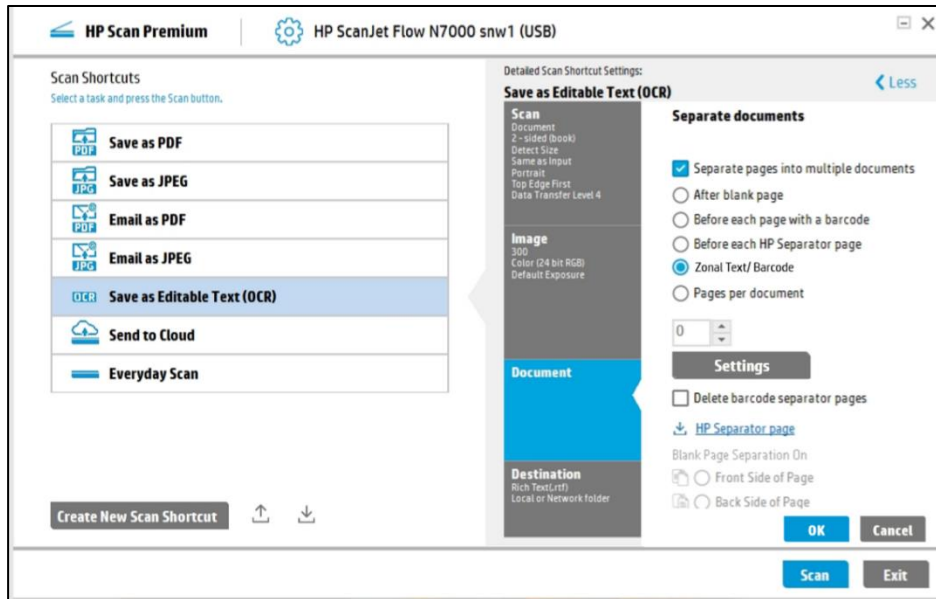 HP Scan Premium
HP ScanJet Flow N7000 snw1 (USB)
Scan Shortcuts
Select a task and press the Scan button.
PDF
Save as PDF
JPG
Save as JPEG
PDF
Email as PDF
JPG
Email as JPEG
OCR
Save as Editable Text (OCR)
Send to Cloud
Everyday Scan
Create New Scan Shortcut
Detailed Scan Shortcut Settings:
Save as Editable Text (OCR)
Less
Scan
Document
2 - sided (book)
Detect Size
Same as Input
Portrait
Top Edge First
Data Transfer Level 4
Image
300
Color (24 bit RGB)
Default Exposure
Document
Destination
Rich Text(.rtf)
Local or Network folder
Separate documents
Separate pages into multiple documents
After blank page
Before each page with a barcode
Before each HP Separator page
Zonal Text/ Barcode
Pages per document
0
Settings
Delete barcode separator pages
HP Separator page
Blank Page Separation On
Front Side of Page
Back Side of Page
OK
Cancel
Scan
Exit